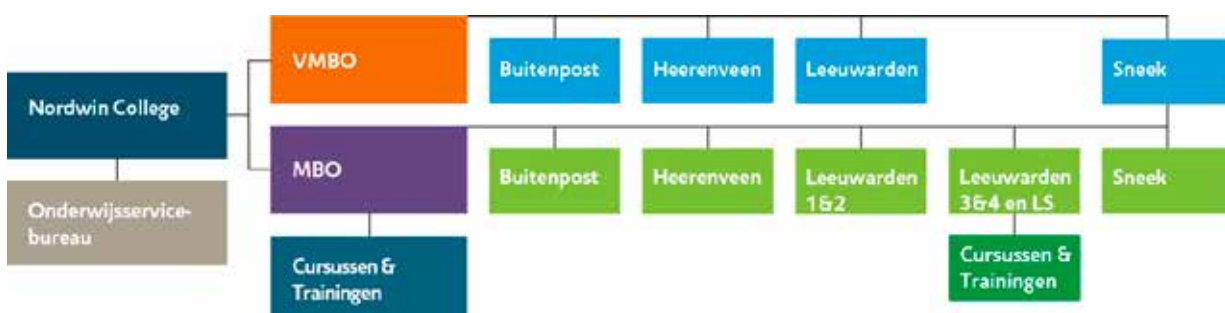 VMBO
Buitenpost
Heerenveen
Leeuwarden
Sneek
Nordwin College
MBO
Buitenpost
Heerenveen
Leeuwarden
1&2
Leeuwarden
3&4 en LS
Sneek
Onderwijsservice-
bureau
Cursussen &
Trainingen
Cursussen &
Trainingen